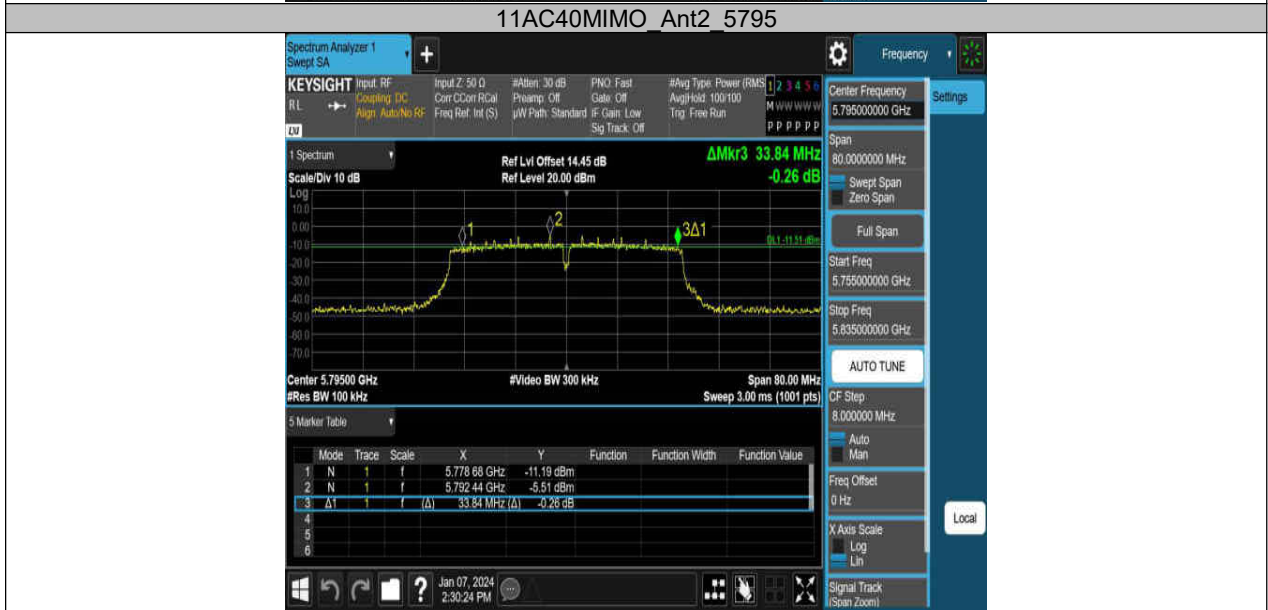 11AC40MIMO_Ant2_5795
Spectrum Analyzer 1
Swept SA
+
Frequency
KEYSIGHT
RL
LXI
Input: RF
Coupling: DC
Align: Auto/No RF
Input Z: 50 Ω
Corr CCorr RCal
Freq Ref: Int (S)
#Atten: 30 dB
Preamp: Off
µW Path: Standard
PNO: Fast
Gate: Off
IF Gain: Low
Sig Track: Off
#Avg Type: Power (RMS
Avg|Hold: 100/100
Trig: Free Run
1 2 3 4 5 6
M W W W W W
P P P P P P
1 Spectrum
Scale/Div 10 dB
Ref Lvl Offset 14.45 dB
Ref Level 20.00 dBm
ΔMkr3 33.84 MHz
-0.26 dB
Log
10.0
0.00
-10.0
-20.0
-30.0
-40.0
-50.0
-60.0
-70.0
1
2
3Δ1
DL1 -11.51 dBm
Center 5.79500 GHz
#Res BW 100 kHz
#Video BW 300 kHz
Span 80.00 MHz
Sweep 3.00 ms (1001 pts)
5 Marker Table
Mode Trace Scale X Y Function Function Width Function Value
1 N 1 f 5.778 68 GHz -11.19 dBm
2 N 1 f 5.792 44 GHz -5.51 dBm
3 Δ1 1 f (Δ) 33.84 MHz (Δ) -0.26 dB
4
5
6
Center Frequency
5.795000000 GHz
Settings
Span
80.0000000 MHz
Swept Span
Zero Span
Full Span
Start Freq
5.755000000 GHz
Stop Freq
5.835000000 GHz
AUTO TUNE
CF Step
8.000000 MHz
Auto
Man
Freq Offset
0 Hz
X Axis Scale
Log
Lin
Local
Signal Track
(Span Zoom)
?
Jan 07, 2024
2:30:24 PM